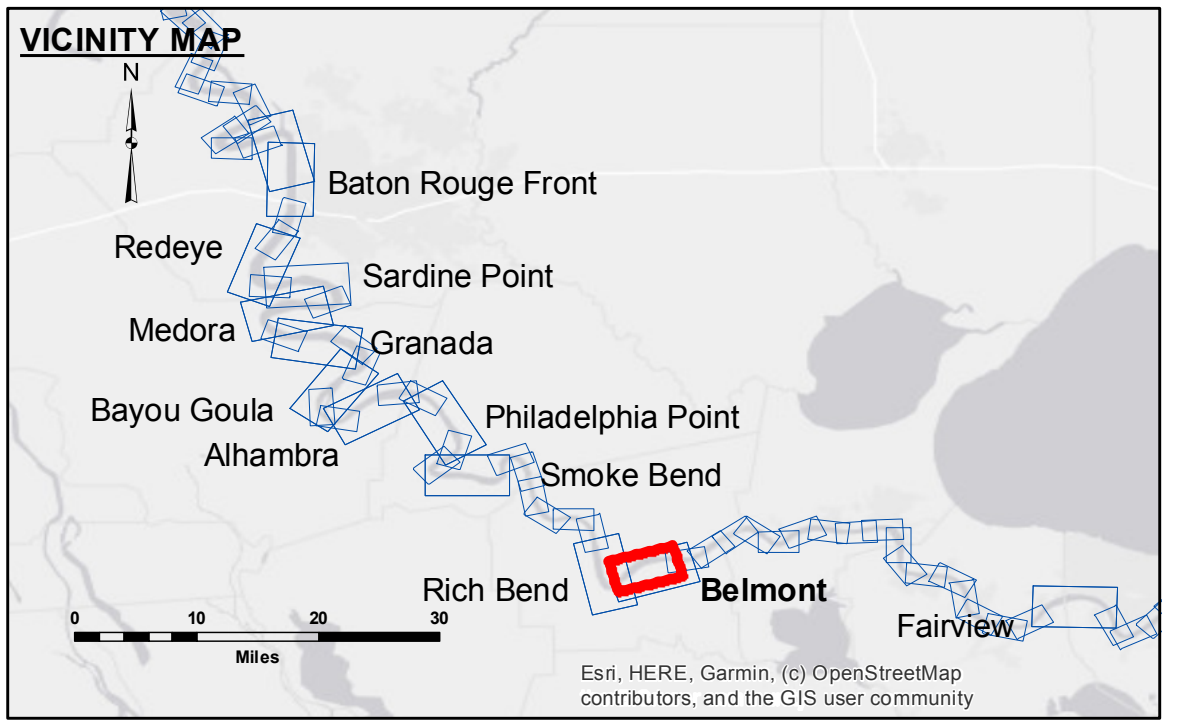 VICINITY MAP
N
Baton Rouge Front
Redeye
Sardine Point
Medora
Granada
Bayou Goula
Philadelphia Point
Alhambra
Smoke Bend
Rich Bend
Belmont
0 10 20 30
Miles
Fairview
Esri, HERE, Garmin, (c) OpenStreetMap
contributors, and the GIS user community